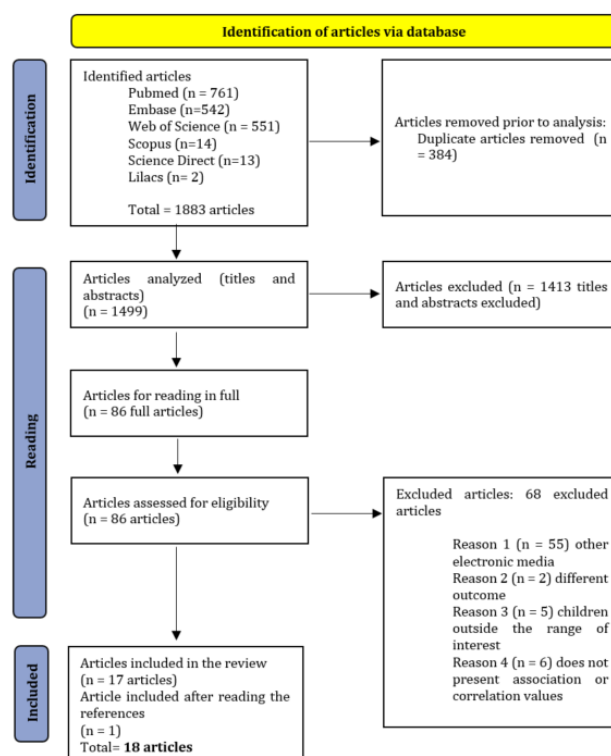 Identification of articles via database
Identification
Identified articles
Pubmed (n = 761)
Embase (n=542)
Web of Science (n = 551)
Scopus (n=14)
Science Direct (n=13)
Lilacs (n= 2)
Total = 1883 articles
Articles removed prior to analysis:
Duplicate articles removed (n
= 384)
Reading
Articles analyzed (titles and
abstracts)
(n = 1499)
Articles excluded (n = 1413 titles
and abstracts excluded)
Articles for reading in full
(n = 86 full articles)
Articles assessed for eligibility
(n = 86 articles)
Excluded articles: 68 excluded
articles
Reason 1 (n = 55) other
electronic media
Reason 2 (n = 2) different
outcome
Reason 3 (n = 5) children
outside the range of
interest
Reason 4 (n = 6) does not
present association or
correlation values
Included
Articles included in the review
(n = 17 articles)
Article included after reading the
references
(n = 1)
Total= 18 articles